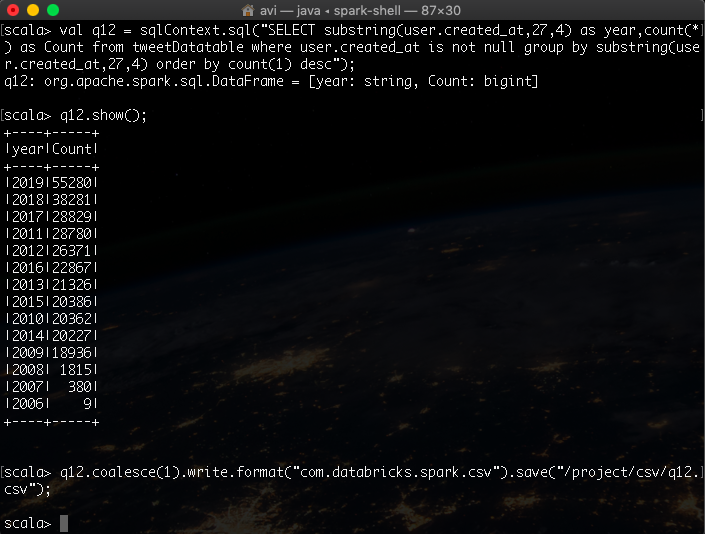 avi — java ◂ spark-shell — 87×30
[scala> val q12 = sqlContext.sql("SELECT substring(user.created_at,27,4) as year,count(*]
) as Count from tweetDatatable where user.created_at is not null group by substring(use
r.created_at,27,4) order by count(1) desc");
q12: org.apache.spark.sql.DataFrame = [year: string, Count: bigint]
[scala> q12.show(); ]
+----+-----+
|year|Count|
+----+-----+
|2019|55280|
|2018|38281|
|2017|28829|
|2011|28780|
|2012|26371|
|2016|22867|
|2013|21326|
|2015|20386|
|2010|20362|
|2014|20227|
|2009|18936|
|2008| 1815|
|2007|  380|
|2006|    9|
+----+-----+
[scala> q12.coalesce(1).write.format("com.databricks.spark.csv").save("/project/csv/q12.]
csv");
scala>